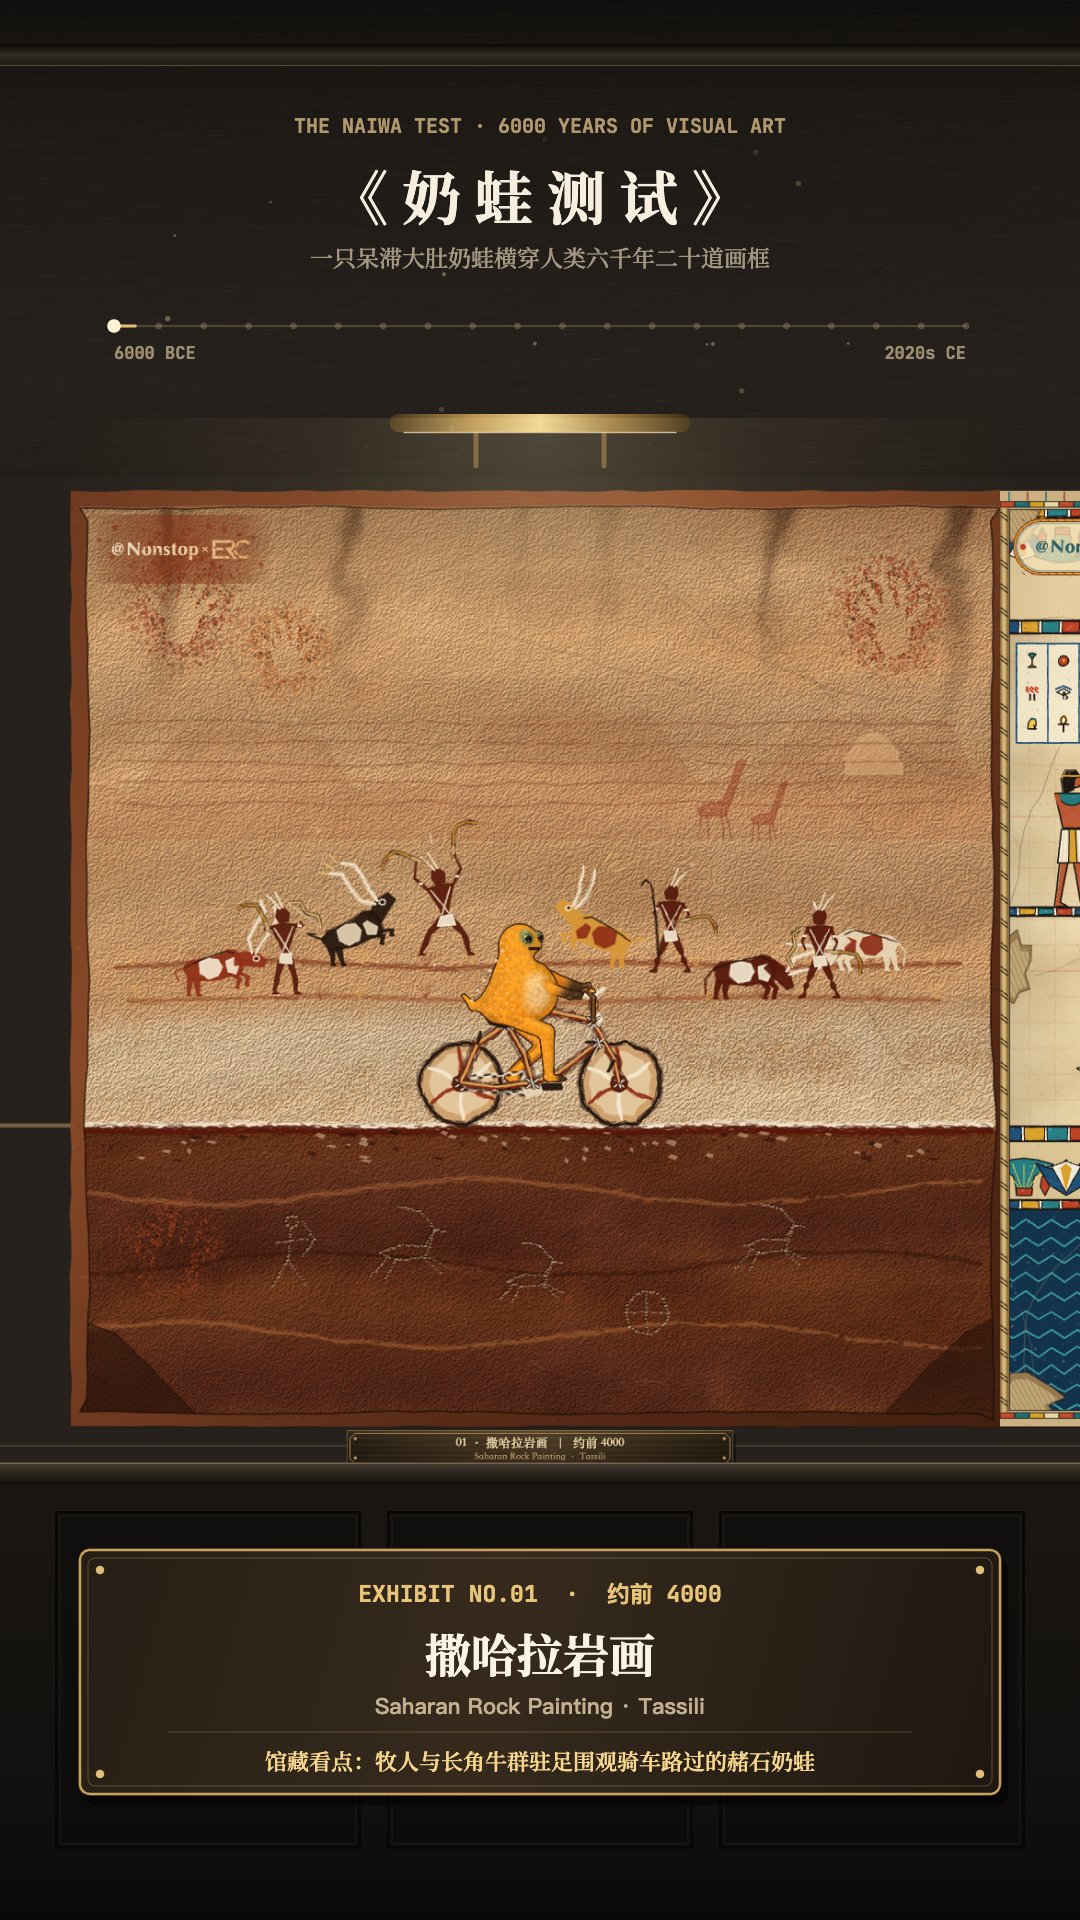 THE NAIWA TEST · 6000 YEARS OF VISUAL ART
《奶蛙测试》
一只呆滞大肚奶蛙横穿人类六千年二十道画框
6000 BCE
2020s CE
@Nonstop × ERC
@Nor
01 · 撒哈拉岩画 | 约前 4000
Saharan Rock Painting · Tassili
EXHIBIT NO.01 · 约前 4000
撒哈拉岩画
Saharan Rock Painting · Tassili
馆藏看点：牧人与长角牛群驻足围观骑车路过的赭石奶蛙